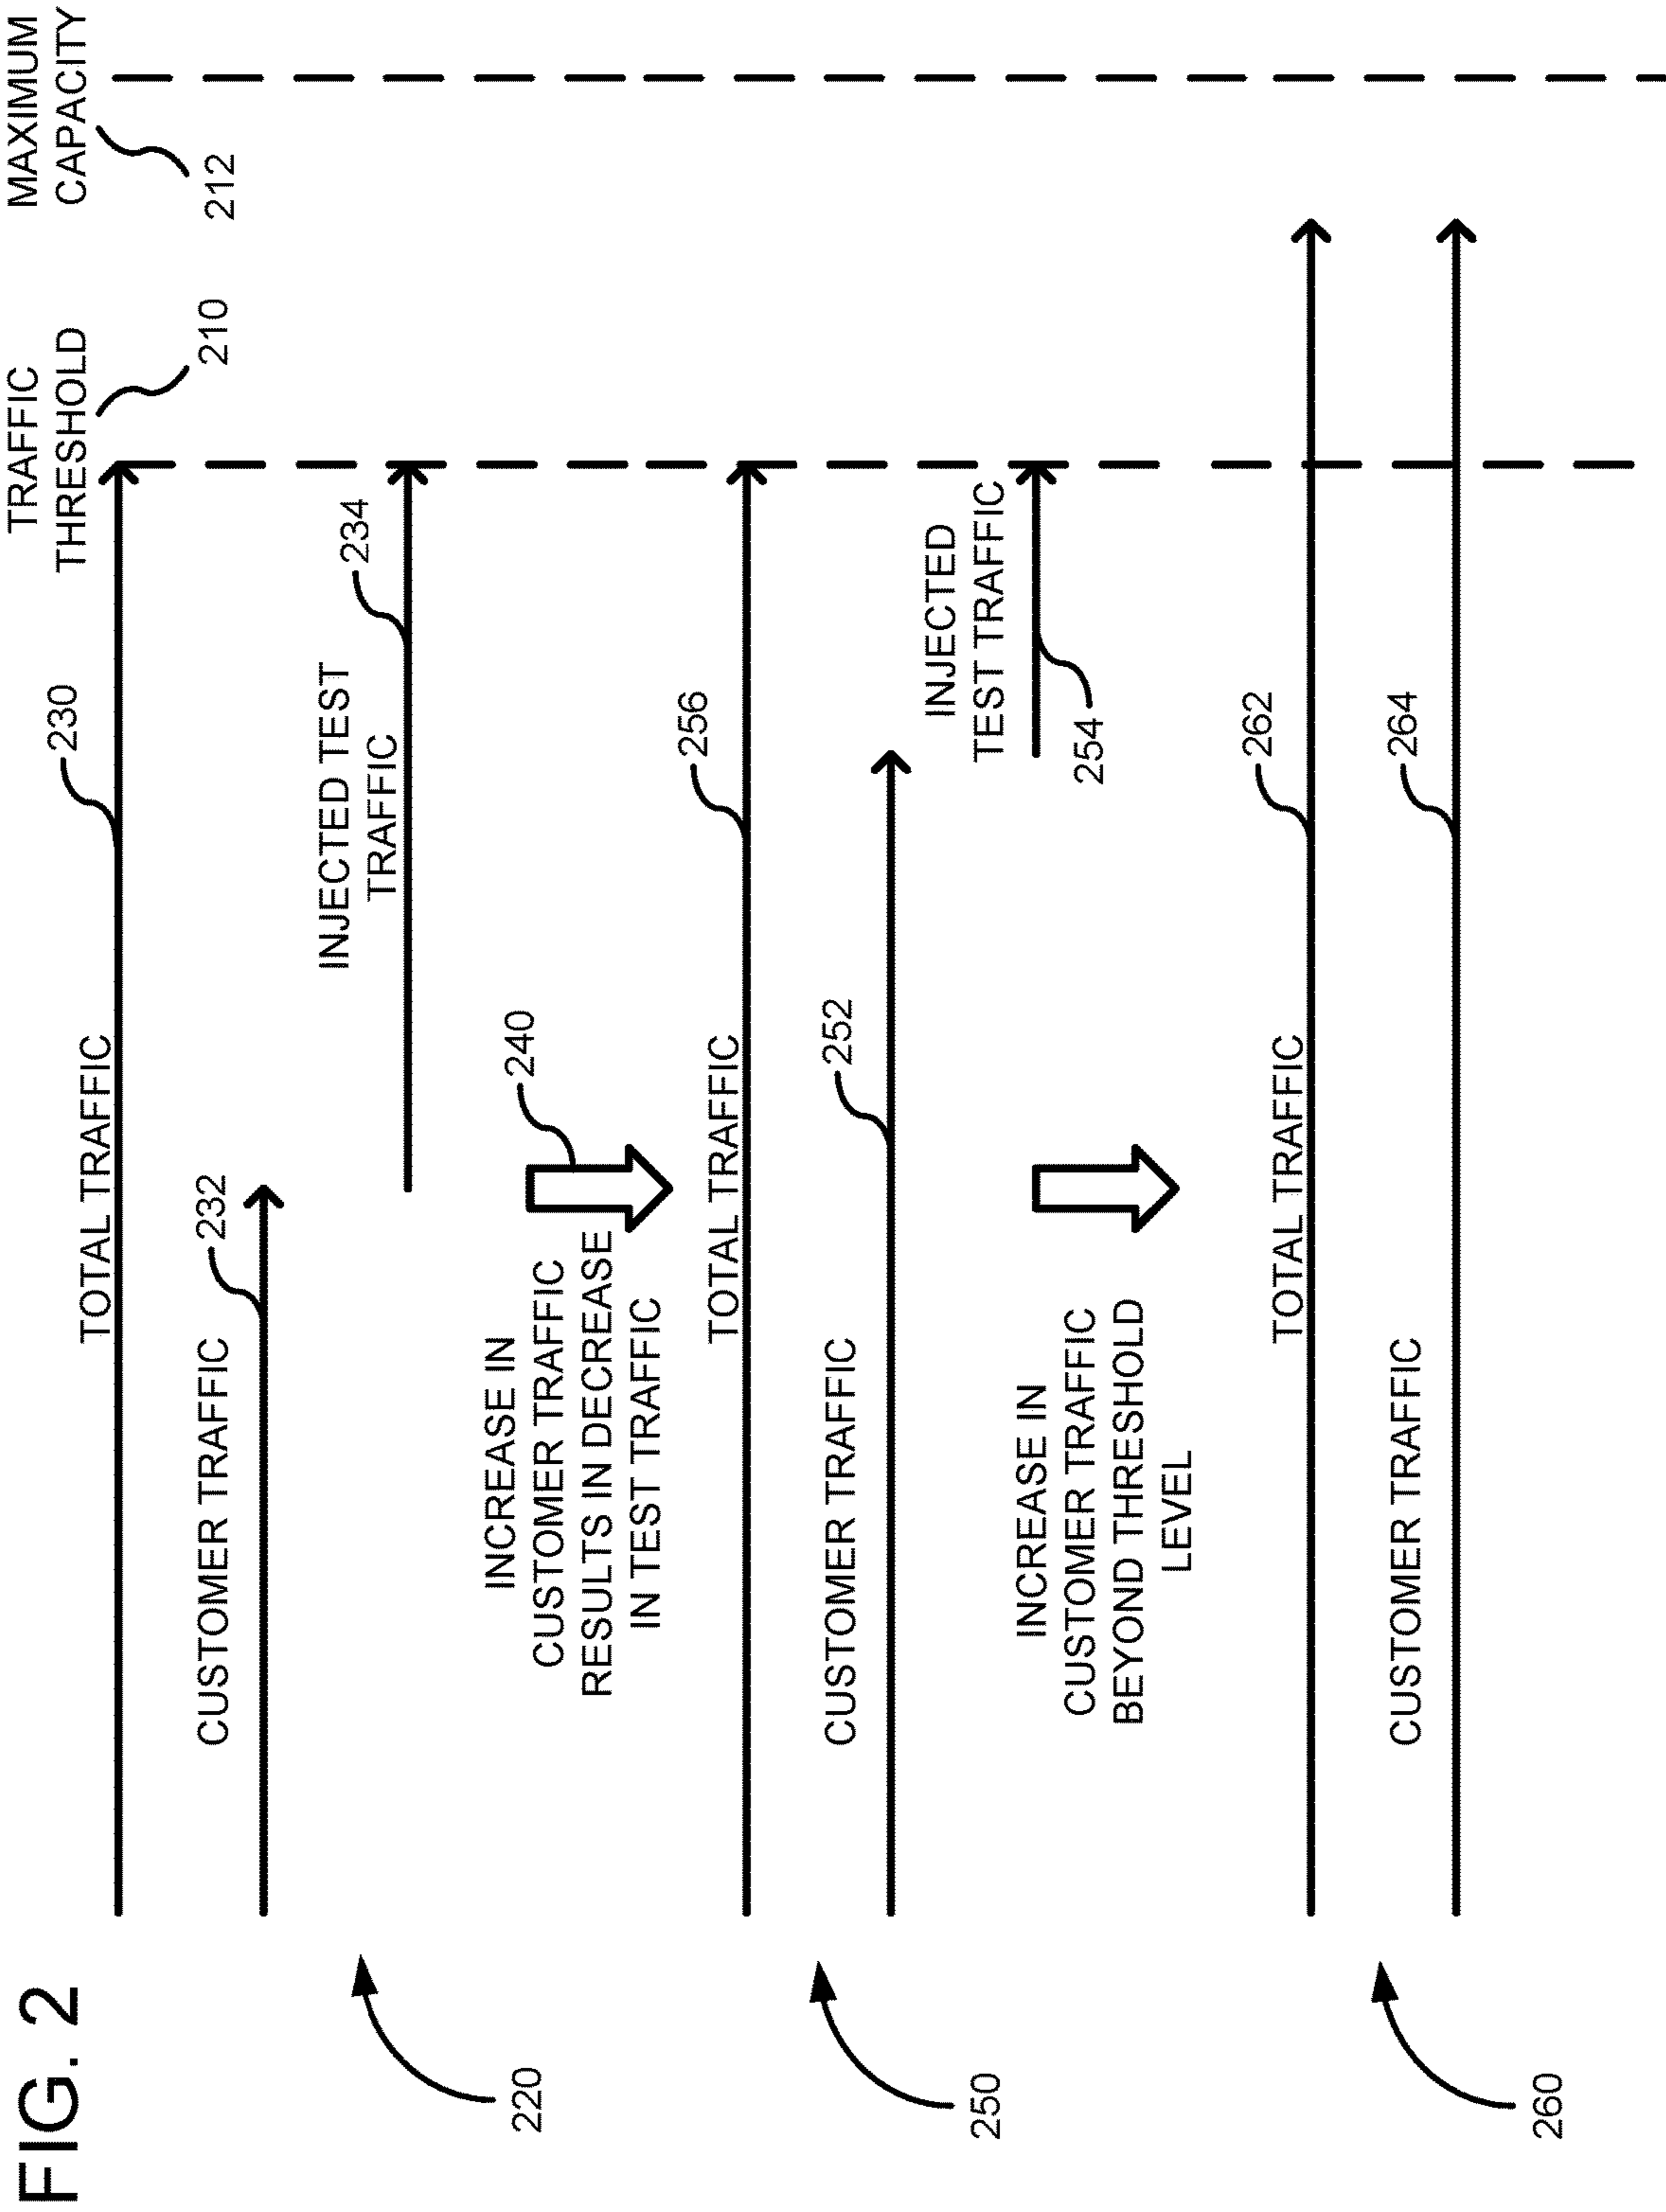 FIG. 2
TRAFFIC
THRESHOLD
210
MAXIMUM
CAPACITY
212
TOTAL TRAFFIC
230
CUSTOMER TRAFFIC
232
INJECTED TEST
TRAFFIC
234
220
INCREASE IN
CUSTOMER TRAFFIC
RESULTS IN DECREASE
IN TEST TRAFFIC
240
TOTAL TRAFFIC
256
CUSTOMER TRAFFIC
252
INJECTED
TEST TRAFFIC
254
250
INCREASE IN
CUSTOMER TRAFFIC
BEYOND THRESHOLD
LEVEL
TOTAL TRAFFIC
262
CUSTOMER TRAFFIC
264
260